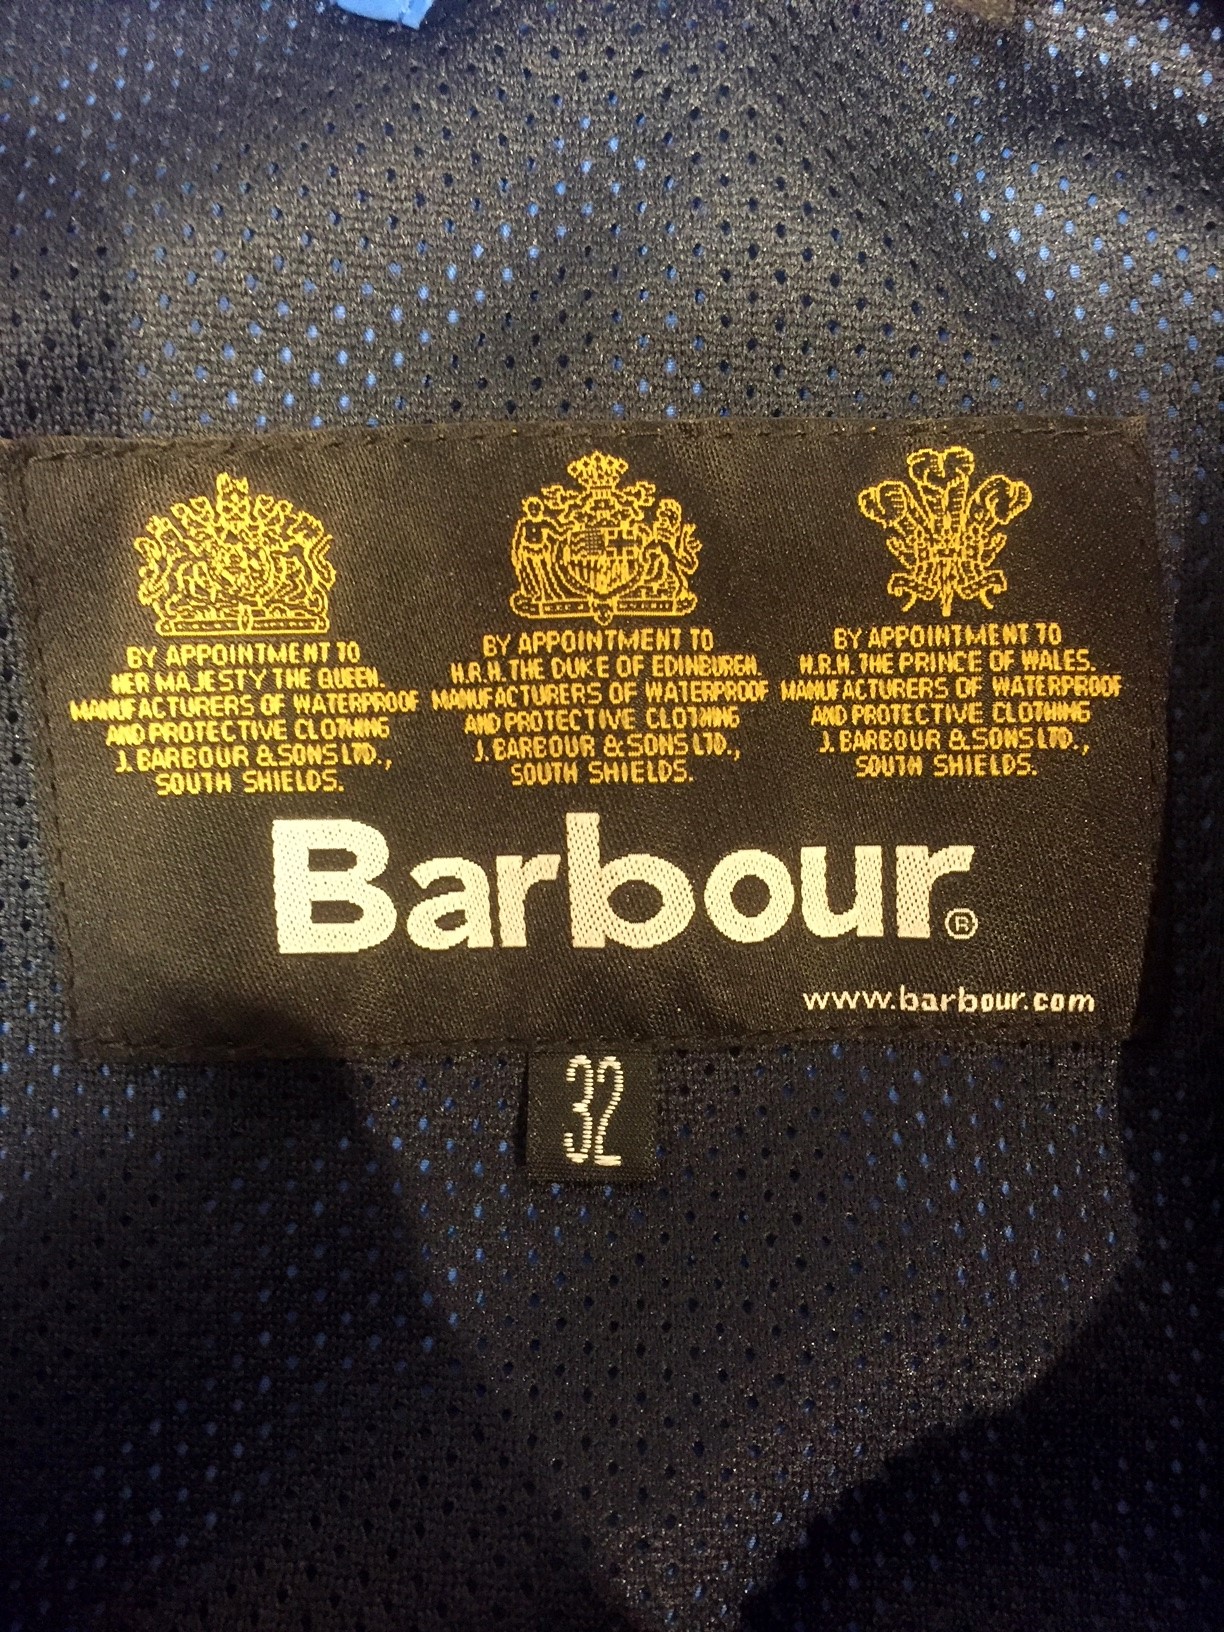 BY APPOINTMENT TO
HER MAJESTY THE QUEEN.
MANUFACTURERS OF WATERPROOF
AND PROTECTIVE CLOTHING
J. BARBOUR & SONS LTD.,
SOUTH SHIELDS.
BY APPOINTMENT TO
H.R.H. THE DUKE OF EDINBURGH.
MANUFACTURERS OF WATERPROOF
AND PROTECTIVE CLOTHING
J. BARBOUR & SONS LTD.,
SOUTH SHIELDS.
BY APPOINTMENT TO
H.R.H. THE PRINCE OF WALES.
MANUFACTURERS OF WATERPROOF
AND PROTECTIVE CLOTHING
J. BARBOUR & SONS LTD.,
SOUTH SHIELDS.
Barbour®
www.barbour.com
32